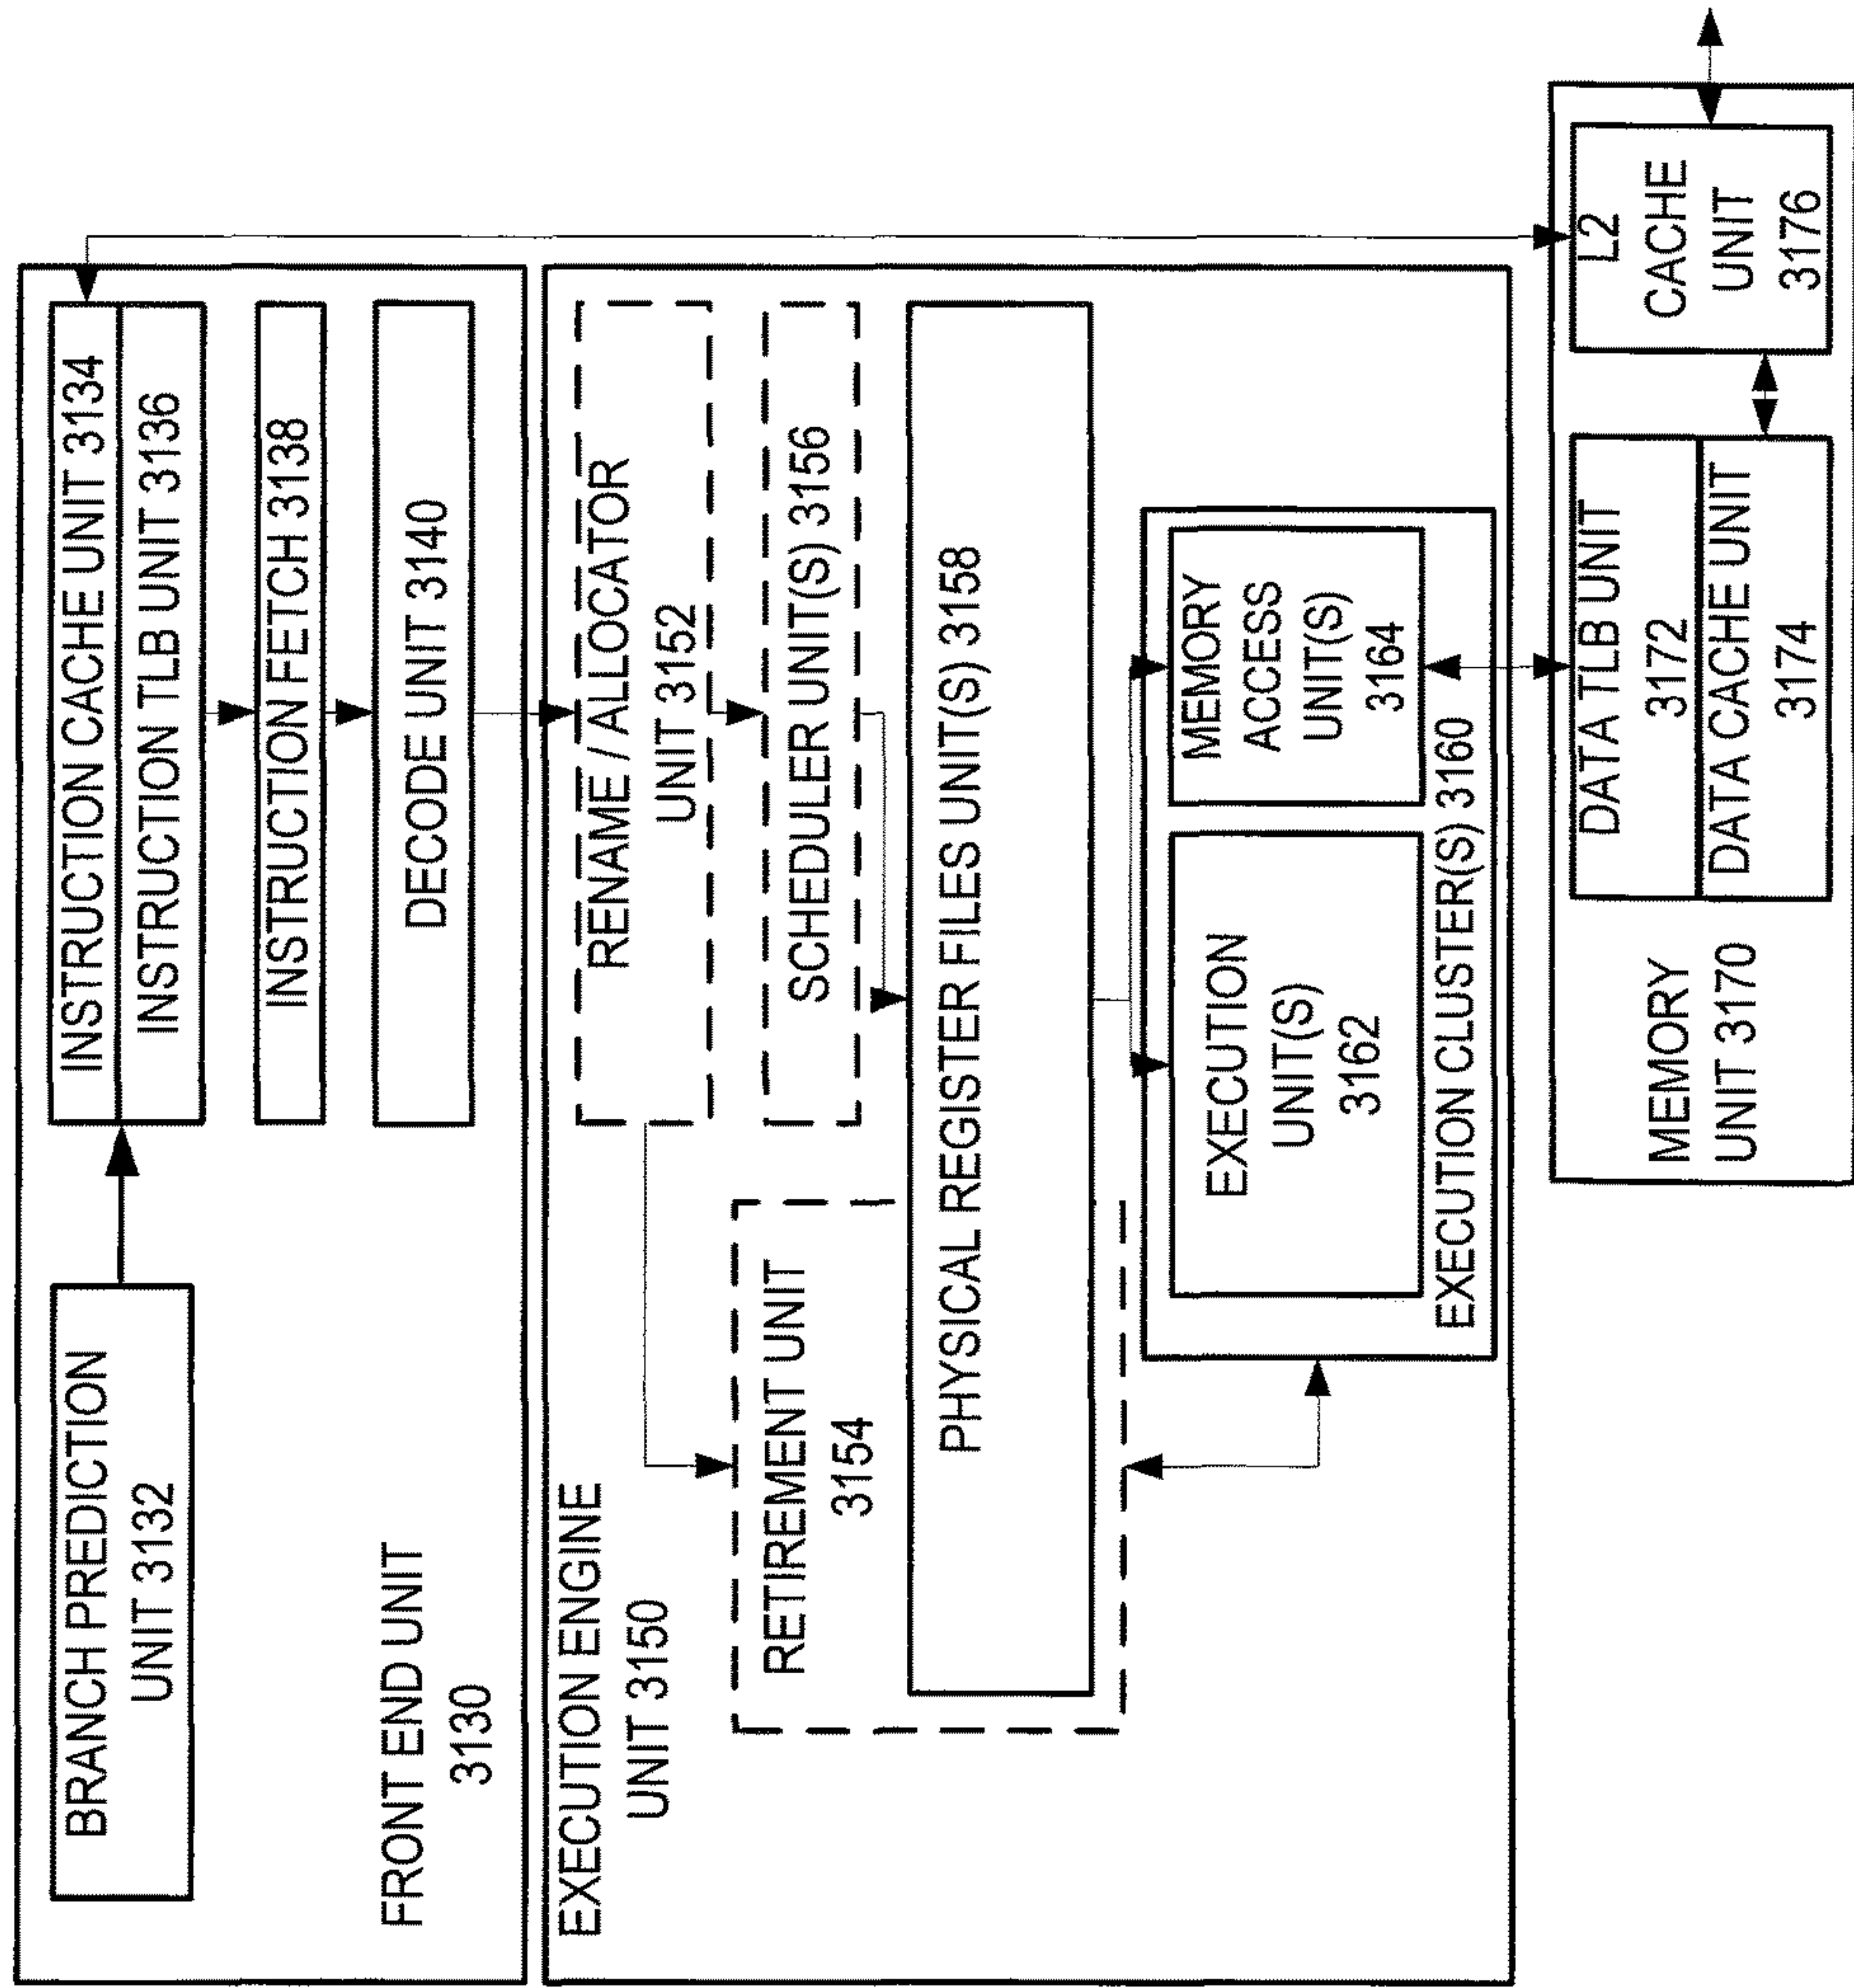 BRANCH PREDICTION
UNIT 3132
INSTRUCTION CACHE UNIT 3134
INSTRUCTION TLB UNIT 3136
INSTRUCTION FETCH 3138
DECODE UNIT 3140
FRONT END UNIT
3130
EXECUTION ENGINE
UNIT 3150
RENAME / ALLOCATOR
UNIT 3152
RETIREMENT UNIT
3154
SCHEDULER UNIT(S) 3156
PHYSICAL REGISTER FILES UNIT(S) 3158
EXECUTION
UNIT(S)
3162
MEMORY
ACCESS
UNIT(S)
3164
EXECUTION CLUSTER(S) 3160
MEMORY
UNIT 3170
DATA TLB UNIT
3172
DATA CACHE UNIT
3174
L2
CACHE
UNIT
3176